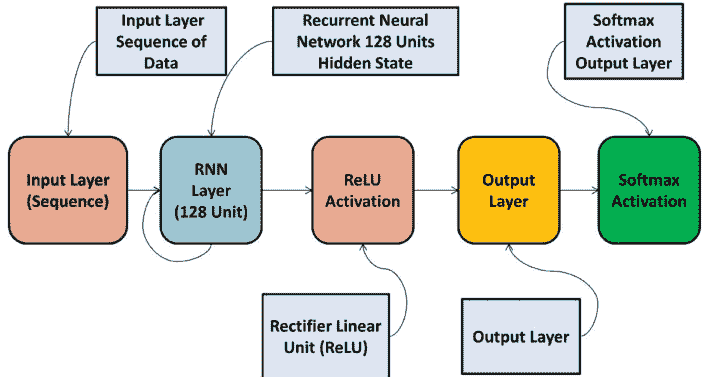 Input Layer
Sequence of
Data
Recurrent Neural
Network 128 Units
Hidden State
Softmax
Activation
Output Layer
Input Layer
(Sequence)
RNN
Layer
(128 Unit)
ReLU
Activation
Output
Layer
Softmax
Activation
Rectifier Linear
Unit (ReLU)
Output Layer